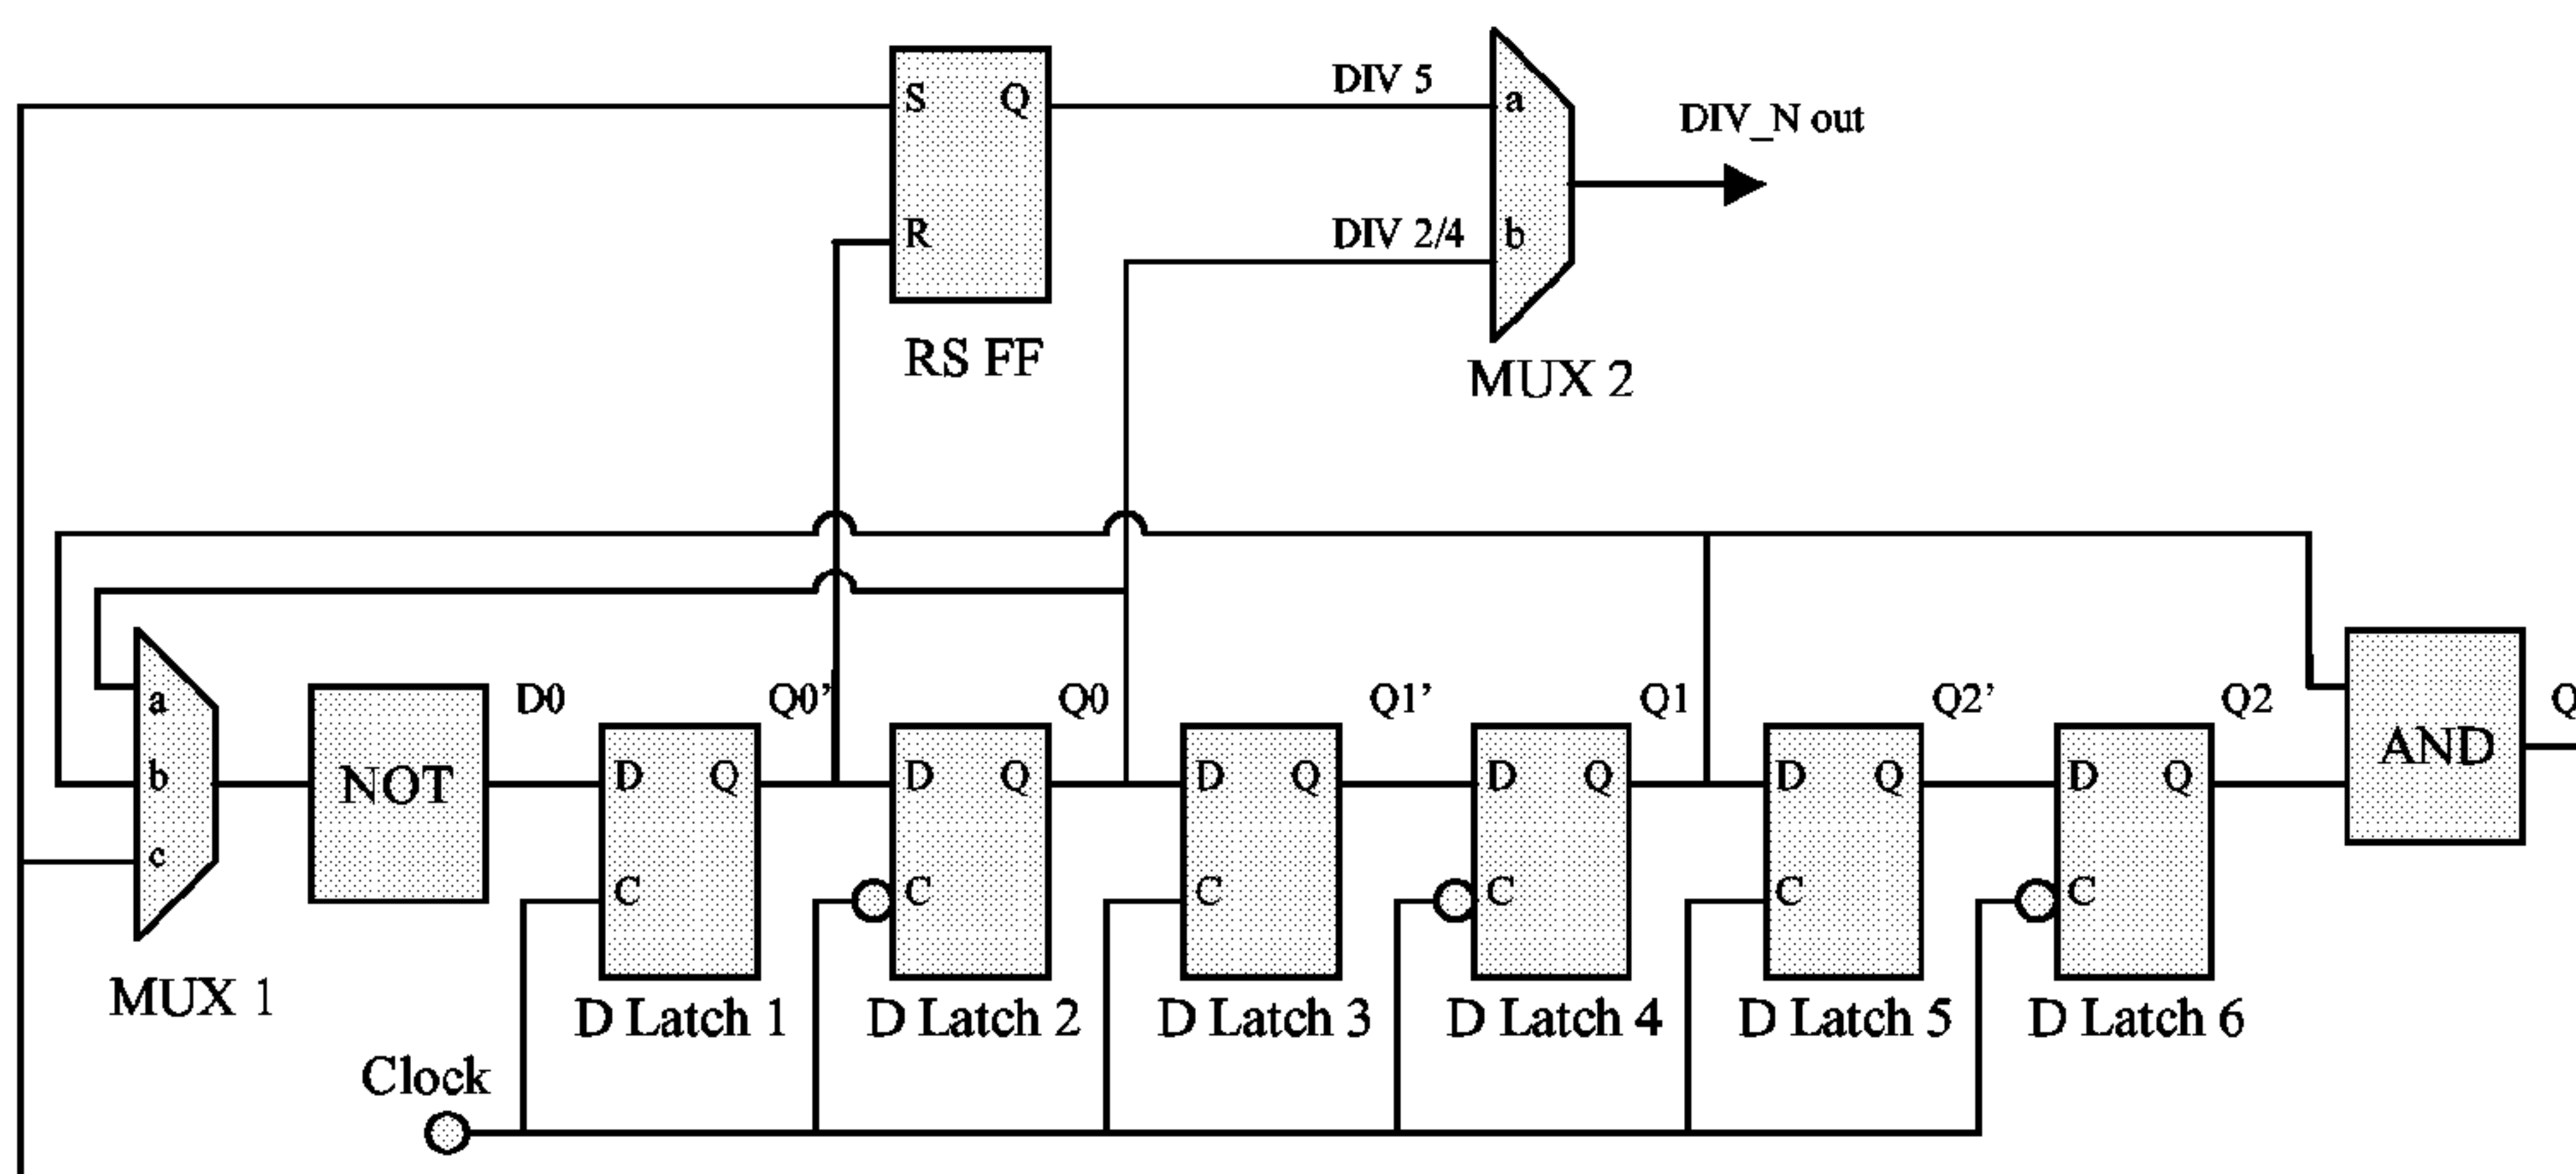 S Q
R
RS FF
DIV 5
DIV 2/4
a
b
MUX 2
DIV_N out
a
b
c
MUX 1
NOT
D0
D Q
C
D Latch 1
Q0’
D Q
C
D Latch 2
Q0
D Q
C
D Latch 3
Q1’
D Q
C
D Latch 4
Q1
D Q
C
D Latch 5
Q2’
D Q
C
D Latch 6
Q2
AND
Clock